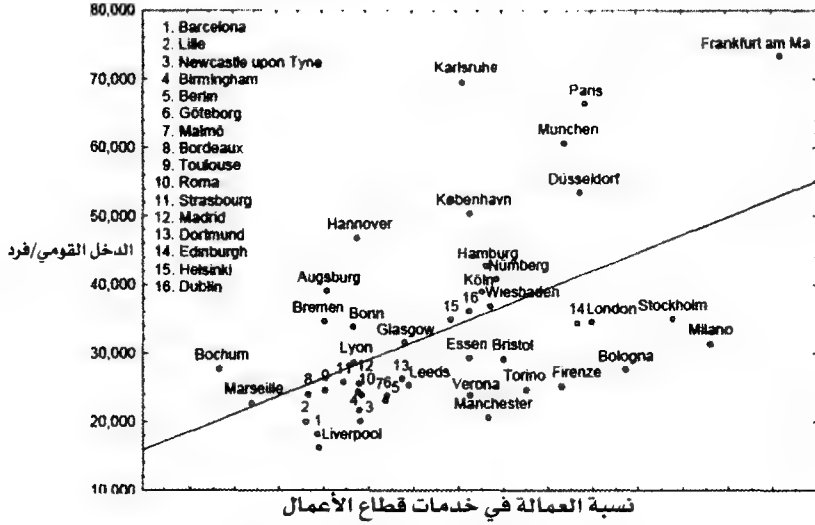 80,000
70,000
60,000
50,000
الدخل القومي/فرد
40,000
30,000
20,000
10,000
1. Barcelona
2. Lille
3. Newcastle upon Tyne
4. Birmingham
5. Berlin
6. Göteborg
7. Malmö
8. Bordeaux
9. Toulouse
10. Roma
11. Strasbourg
12. Madrid
13. Dortmund
14. Edinburgh
15. Helsinki
16. Dublin
Frankfurt am Ma
Karlsruhe
Paris
Munchen
Düsseldorf
København
Hannover
Hamburg
Nürnberg
Augsburg
Köln
Bremen
Bonn
15
16
Wiesbaden
14
London
Stockholm
Glasgow
Milano
Bochum
Lyon
Essen
Bristol
Bologna
Marseille
8
9
11
12
10
7
6
5
13
Leeds
Verona
Torino
Firenze
2
4
3
Manchester
1
Liverpool
نسبة العمالة في خدمات قطاع الأعمال